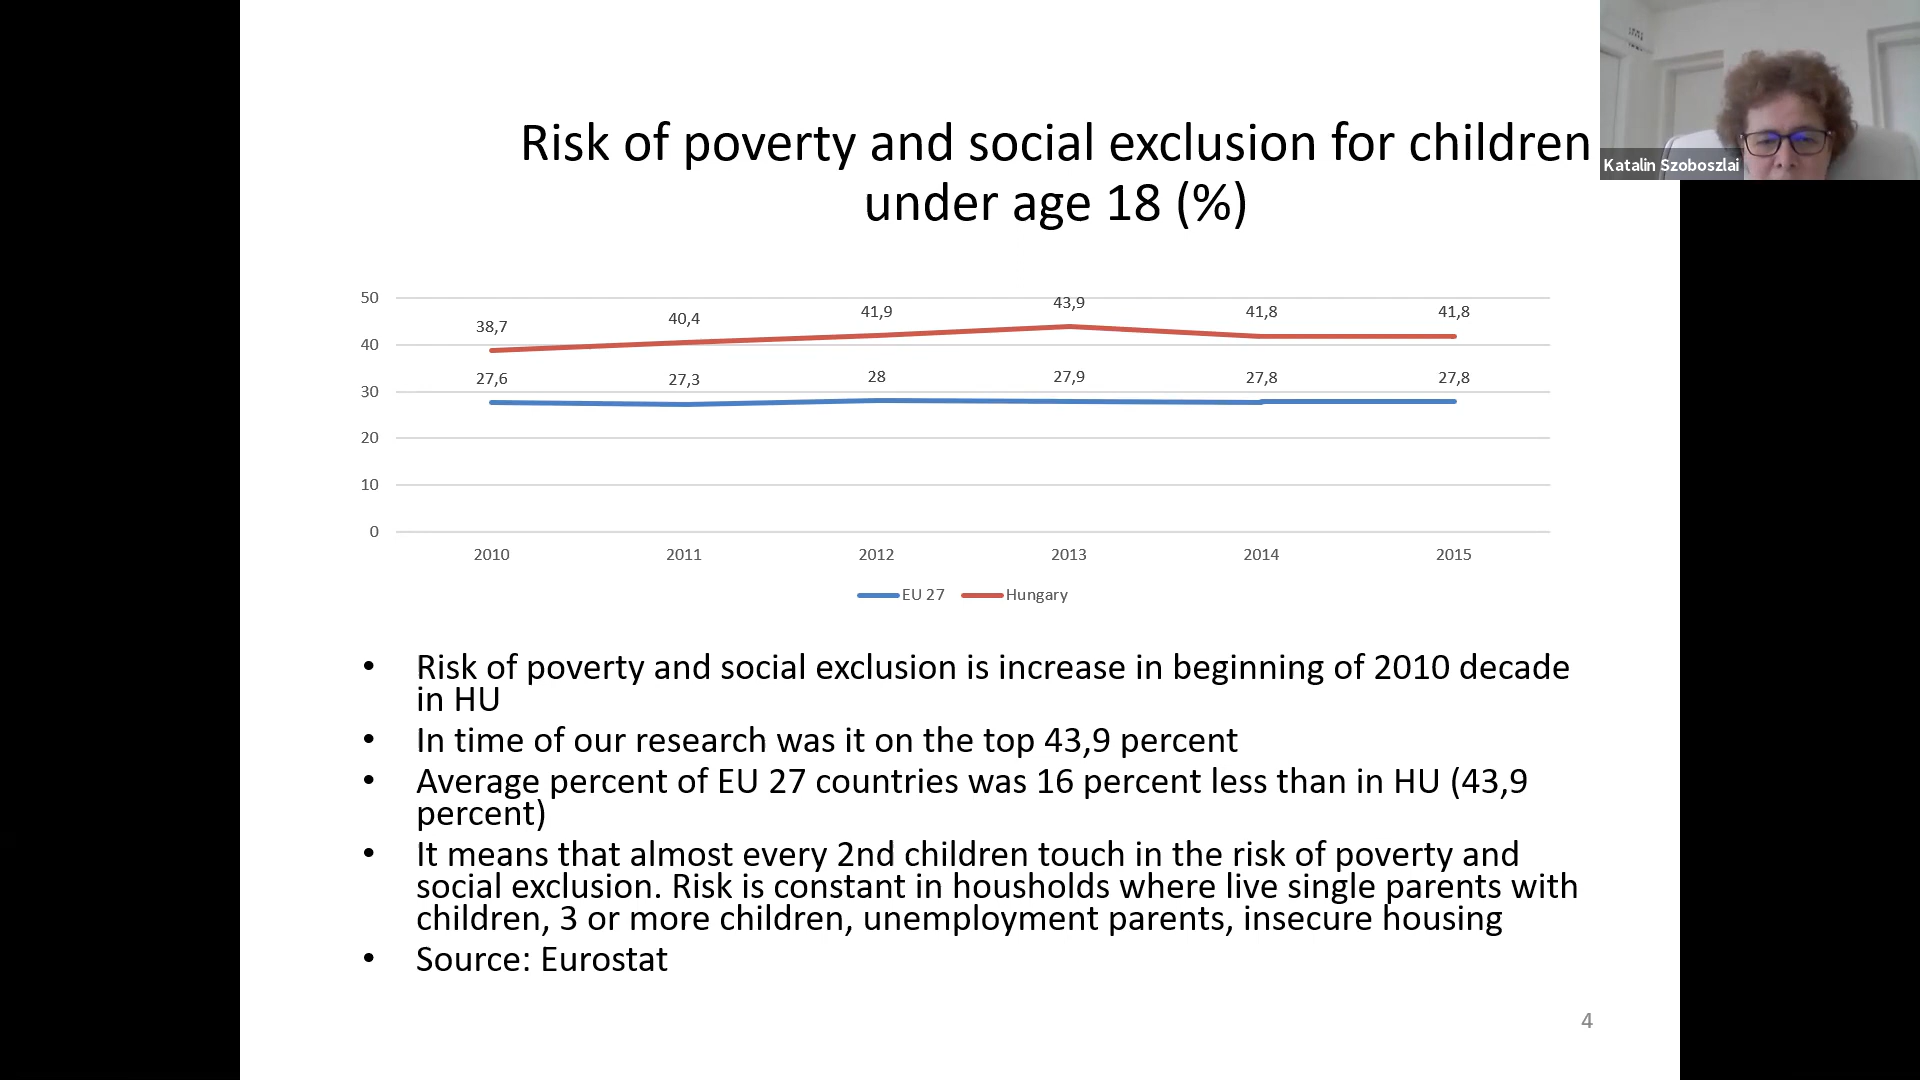 Katalin Szoboszlai
Risk of poverty and social exclusion for children
under age 18 (%)
50
40
30
20
10
0
38,7
40,4
41,9
43,9
41,8
41,8
27,6
27,3
28
27,9
27,8
27,8
2010
2011
2012
2013
2014
2015
EU 27
Hungary
• Risk of poverty and social exclusion is increase in beginning of 2010 decade
in HU
• In time of our research was it on the top 43,9 percent
• Average percent of EU 27 countries was 16 percent less than in HU (43,9
percent)
• It means that almost every 2nd children touch in the risk of poverty and
social exclusion. Risk is constant in housholds where live single parents with
children, 3 or more children, unemployment parents, insecure housing
• Source: Eurostat
4